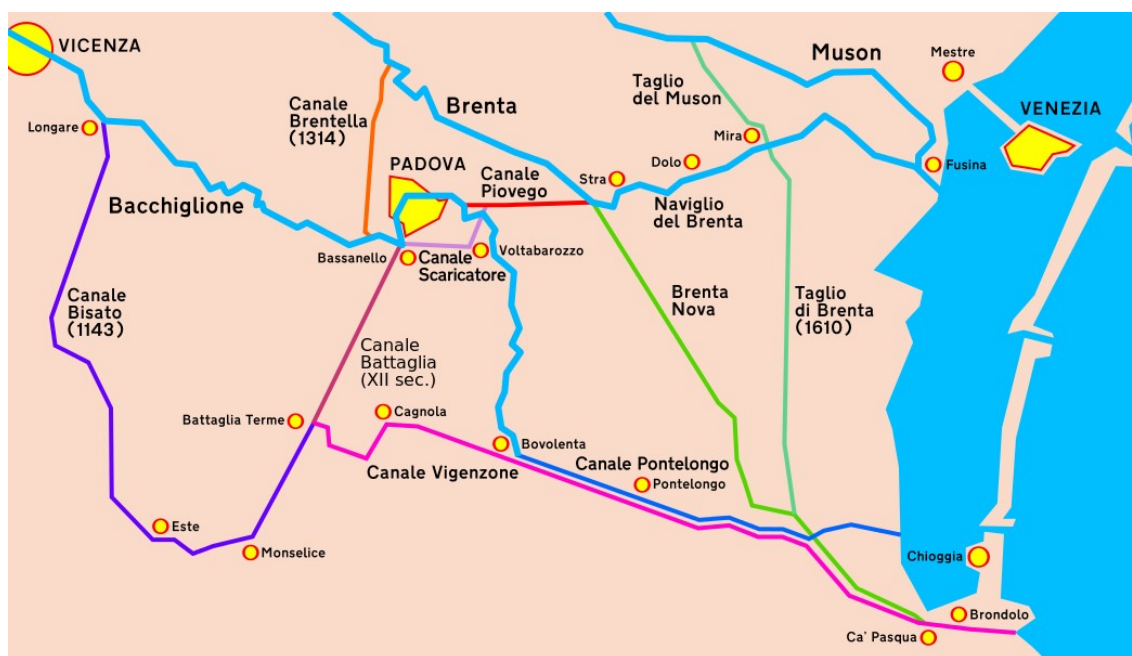 VICENZA
Longare
Canale
Brentella
(1314)
Brenta
Taglio
del Muson
Muson
Mestre
VENEZIA
Mira
Dolo
Stra
Fusina
PADOVA
Canale
Piovego
Naviglio
del Brenta
Bacchiglione
Bassanello
Canale
Scaricatore
Voltabarozzo
Canale
Bisato
(1143)
Brenta
Nova
Taglio
di Brenta
(1610)
Canale
Battaglia
(XII sec.)
Battaglia Terme
Cagnola
Bovolenta
Canale Vigenzone
Canale Pontelongo
Pontelongo
Este
Monselice
Chioggia
Brondolo
Ca' Pasqua